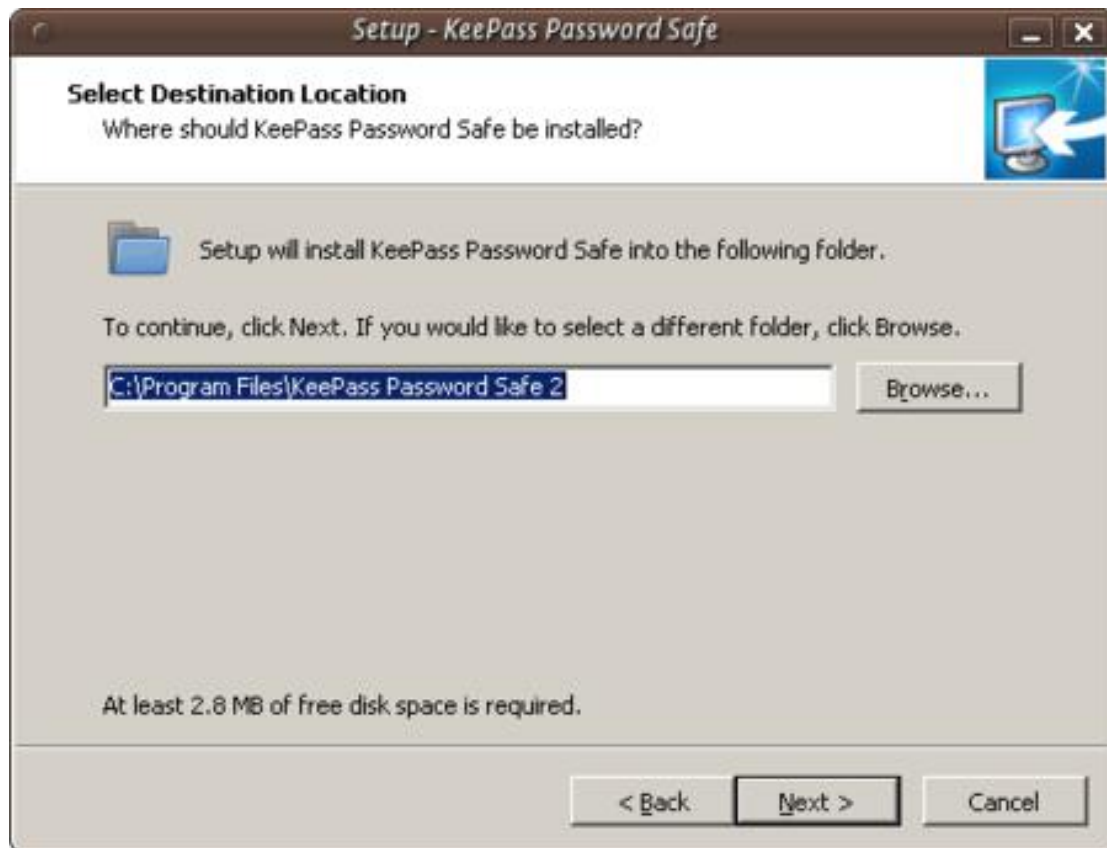 Setup - KeePass Password Safe
Select Destination Location
Where should KeePass Password Safe be installed?
Setup will install KeePass Password Safe into the following folder.
To continue, click Next. If you would like to select a different folder, click Browse.
C:\Program Files\KeePass Password Safe 2
Browse...
At least 2.8 MB of free disk space is required.
< Back
Next >
Cancel